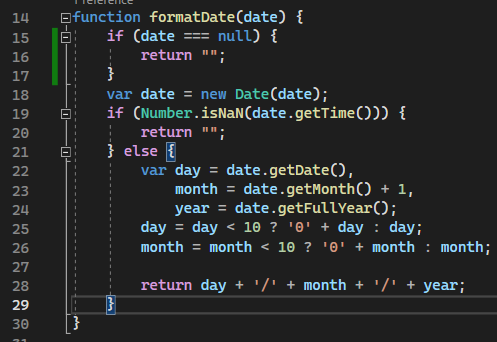 1 reference
14 function formatDate(date) {
15 if (date === null) {
16 return "";
17 }
18 var date = new Date(date);
19 if (Number.isNaN(date.getTime())) {
20 return "";
21 } else {
22 var day = date.getDate(),
23 month = date.getMonth() + 1,
24 year = date.getFullYear();
25 day = day < 10 ? '0' + day : day;
26 month = month < 10 ? '0' + month : month;
27
28 return day + '/' + month + '/' + year;
29 }
30 }